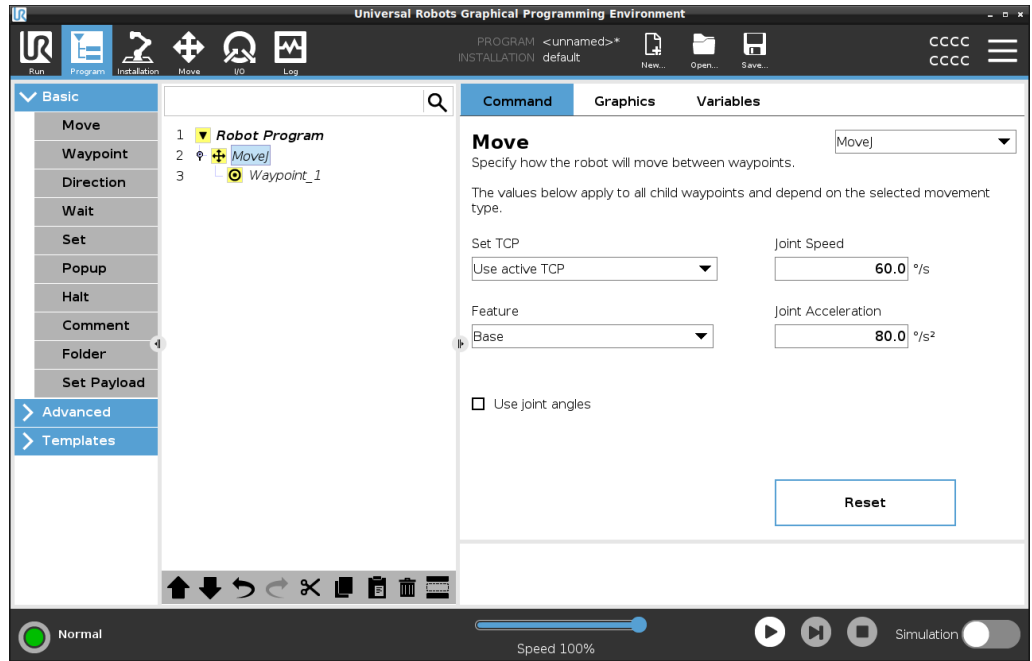 Universal Robots Graphical Programming Environment
UR
Run
Program
Installation
Move
I/O
Log
PROGRAM <unnamed>*
INSTALLATION default
New...
Open...
Save...
CCCC
CCCC
Basic
Move
Waypoint
Direction
Wait
Set
Popup
Halt
Comment
Folder
Set Payload
Advanced
Templates
1 Robot Program
2 MoveJ
3 Waypoint_1
Command Graphics Variables
Move
MoveJ
Specify how the robot will move between waypoints.
The values below apply to all child waypoints and depend on the selected movement
type.
Set TCP
Joint Speed
Use active TCP
60.0 °/s
Feature
Joint Acceleration
Base
80.0 °/s²
Use joint angles
Reset
Normal
Speed 100%
Simulation